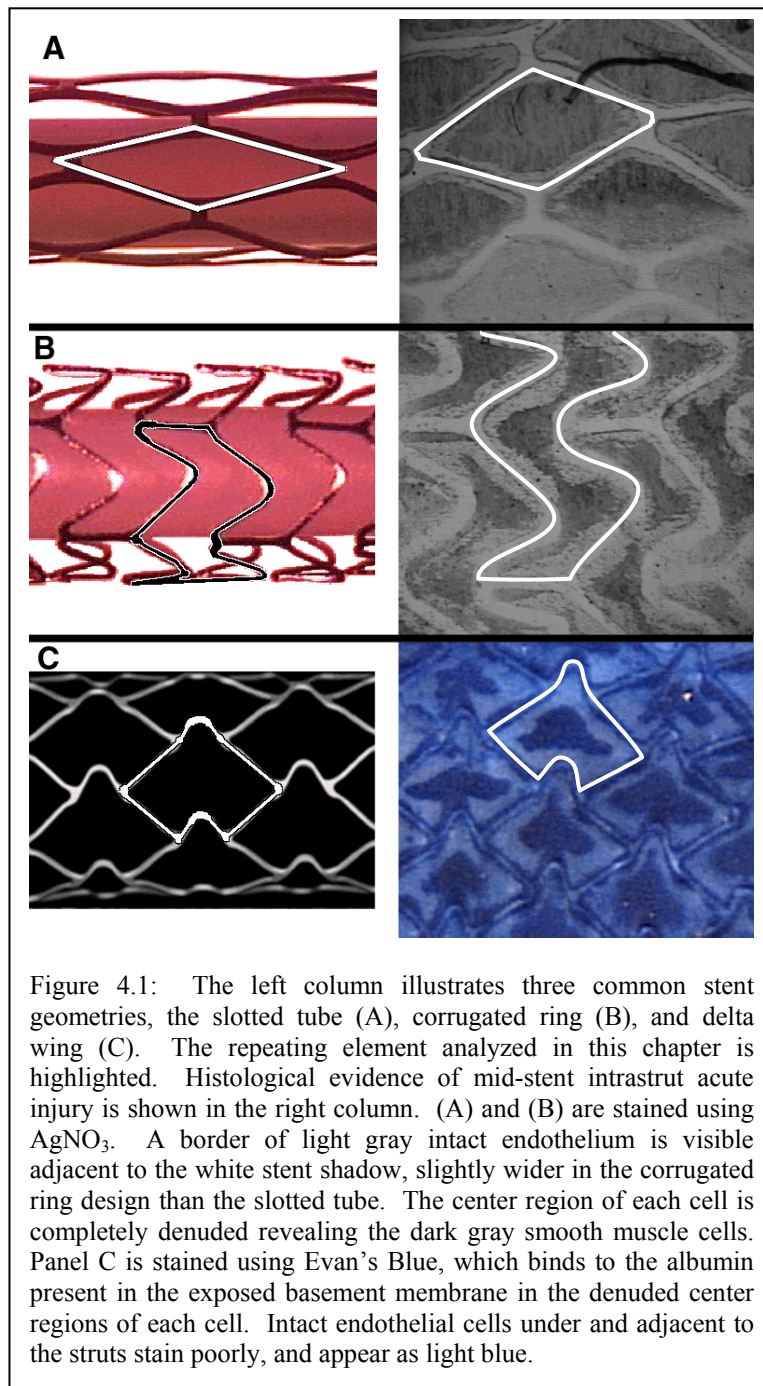 A
B
C
Figure 4.1: The left column illustrates three common stent
geometries, the slotted tube (A), corrugated ring (B), and delta
wing (C). The repeating element analyzed in this chapter is
highlighted. Histological evidence of mid-stent intrastrut acute
injury is shown in the right column. (A) and (B) are stained using
AgNO₃. A border of light gray intact endothelium is visible
adjacent to the white stent shadow, slightly wider in the corrugated
ring design than the slotted tube. The center region of each cell is
completely denuded revealing the dark gray smooth muscle cells.
Panel C is stained using Evan's Blue, which binds to the albumin
present in the exposed basement membrane in the denuded center
regions of each cell. Intact endothelial cells under and adjacent to
the struts stain poorly, and appear as light blue.